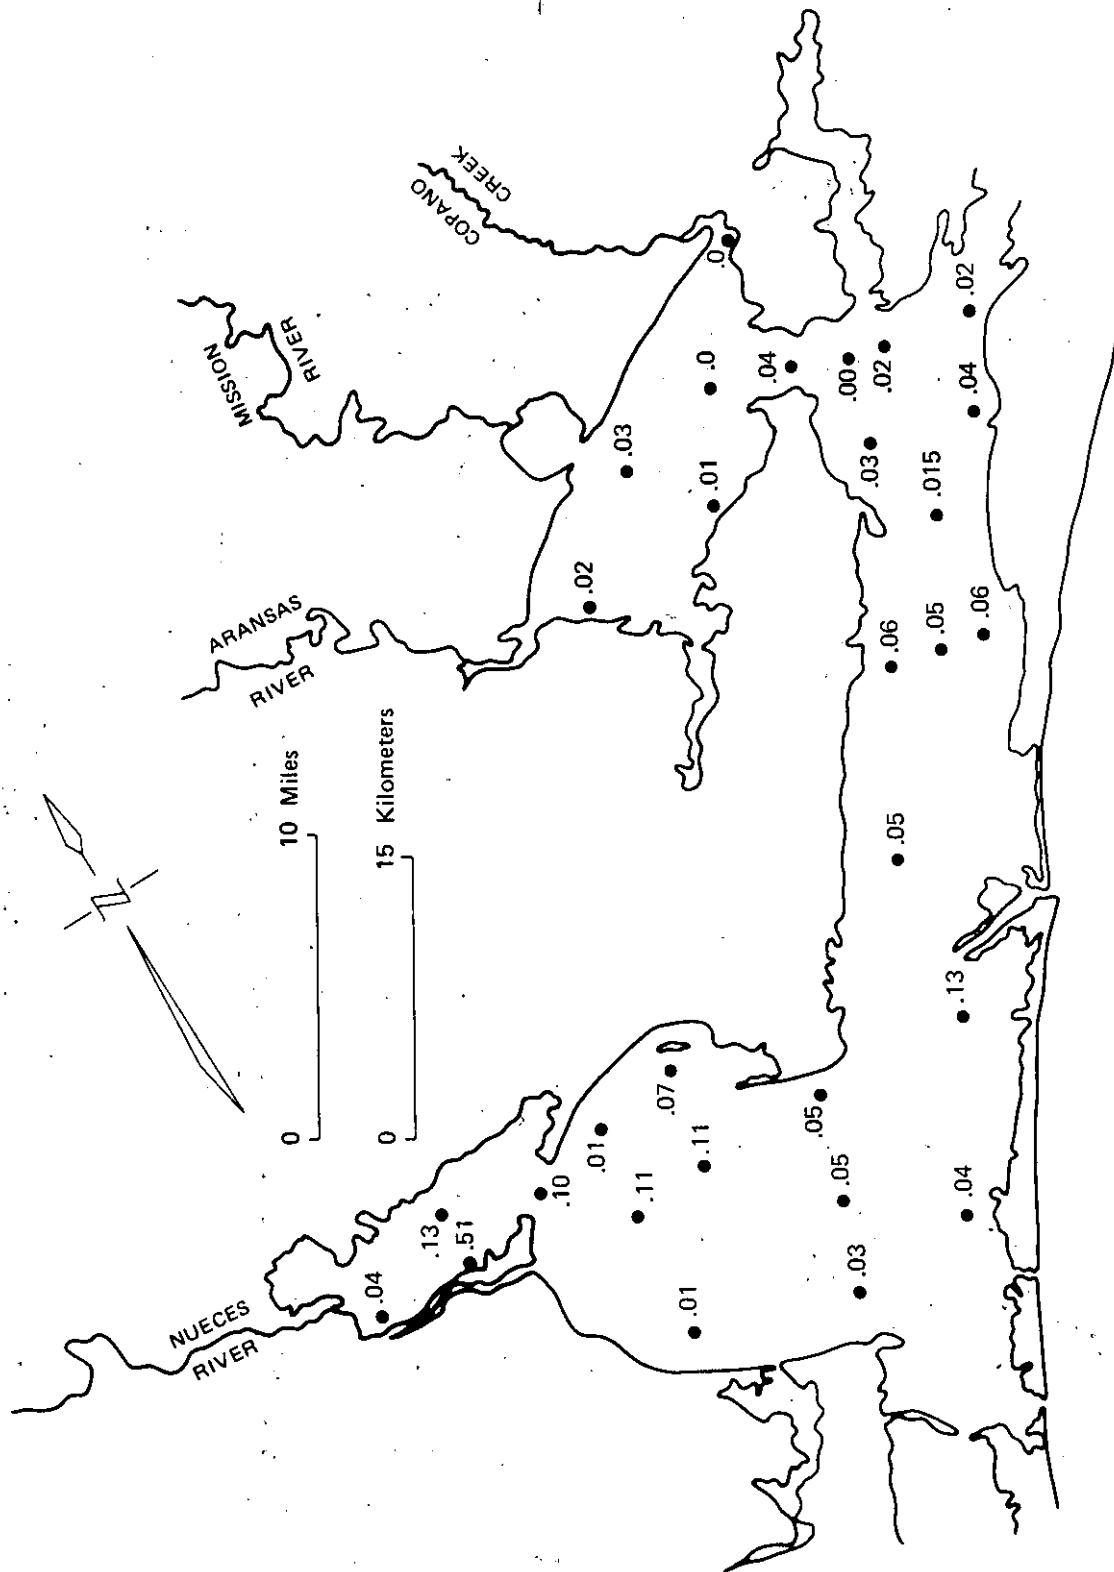 COPANO
CREEK
MISSION
RIVER
ARANSAS
RIVER
NUECES
RIVER
N
0 10 Miles
0 15 Kilometers
.0
.02
.04
.0
.00
.02
.04
.03
.03
.01
.015
.02
.06
.05
.06
.05
.13
.07
.05
.01
.11
.10
.11
.05
.04
.13
.51
.03
.04
.01